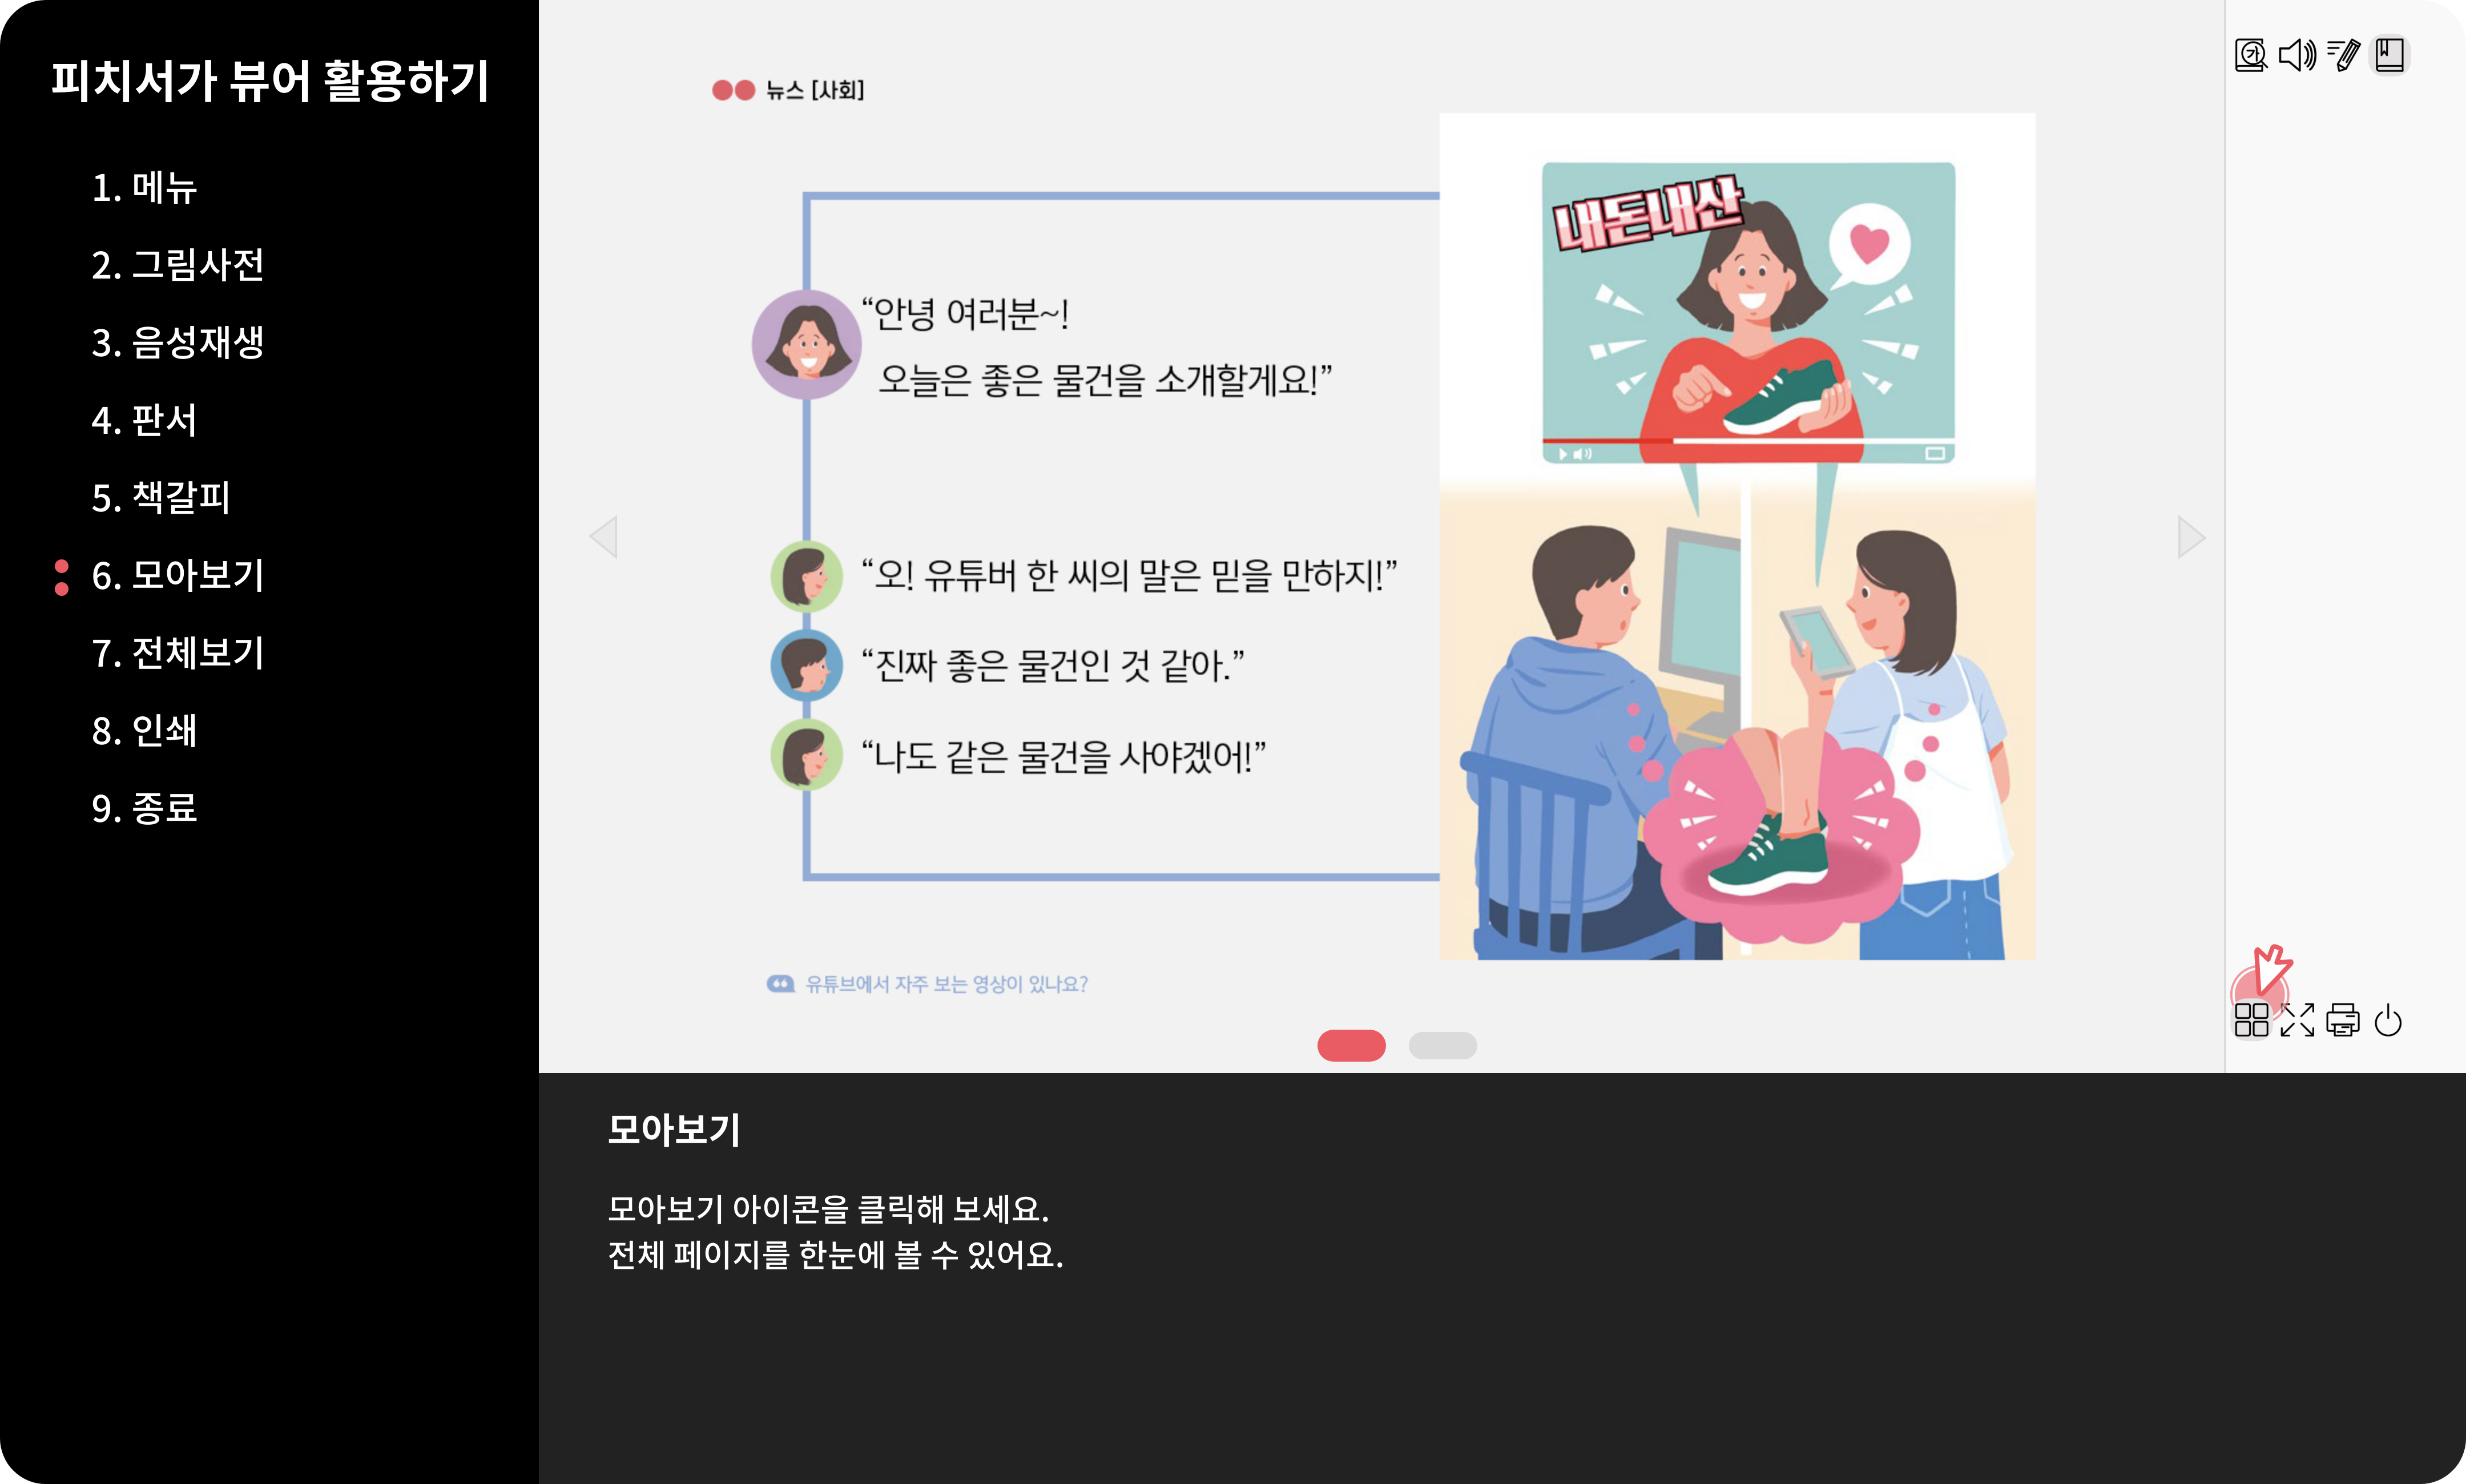 피치서가 뷰어 활용하기
1. 메뉴
2. 그림사전
3. 음성재생
4. 판서
5. 책갈피
6. 모아보기
7. 전체보기
8. 인쇄
9. 종료
뉴스 [사회]
“안녕 여러분~!
오늘은 좋은 물건을 소개할게요!”
“오! 유튜버 한 씨의 말은 믿을 만하지!”
“진짜 좋은 물건인 것 같아.”
“나도 같은 물건을 사야겠어!”
내돈내산
유튜브에서 자주 보는 영상이 있나요?
가
모아보기
모아보기 아이콘을 클릭해 보세요.
전체 페이지를 한눈에 볼 수 있어요.